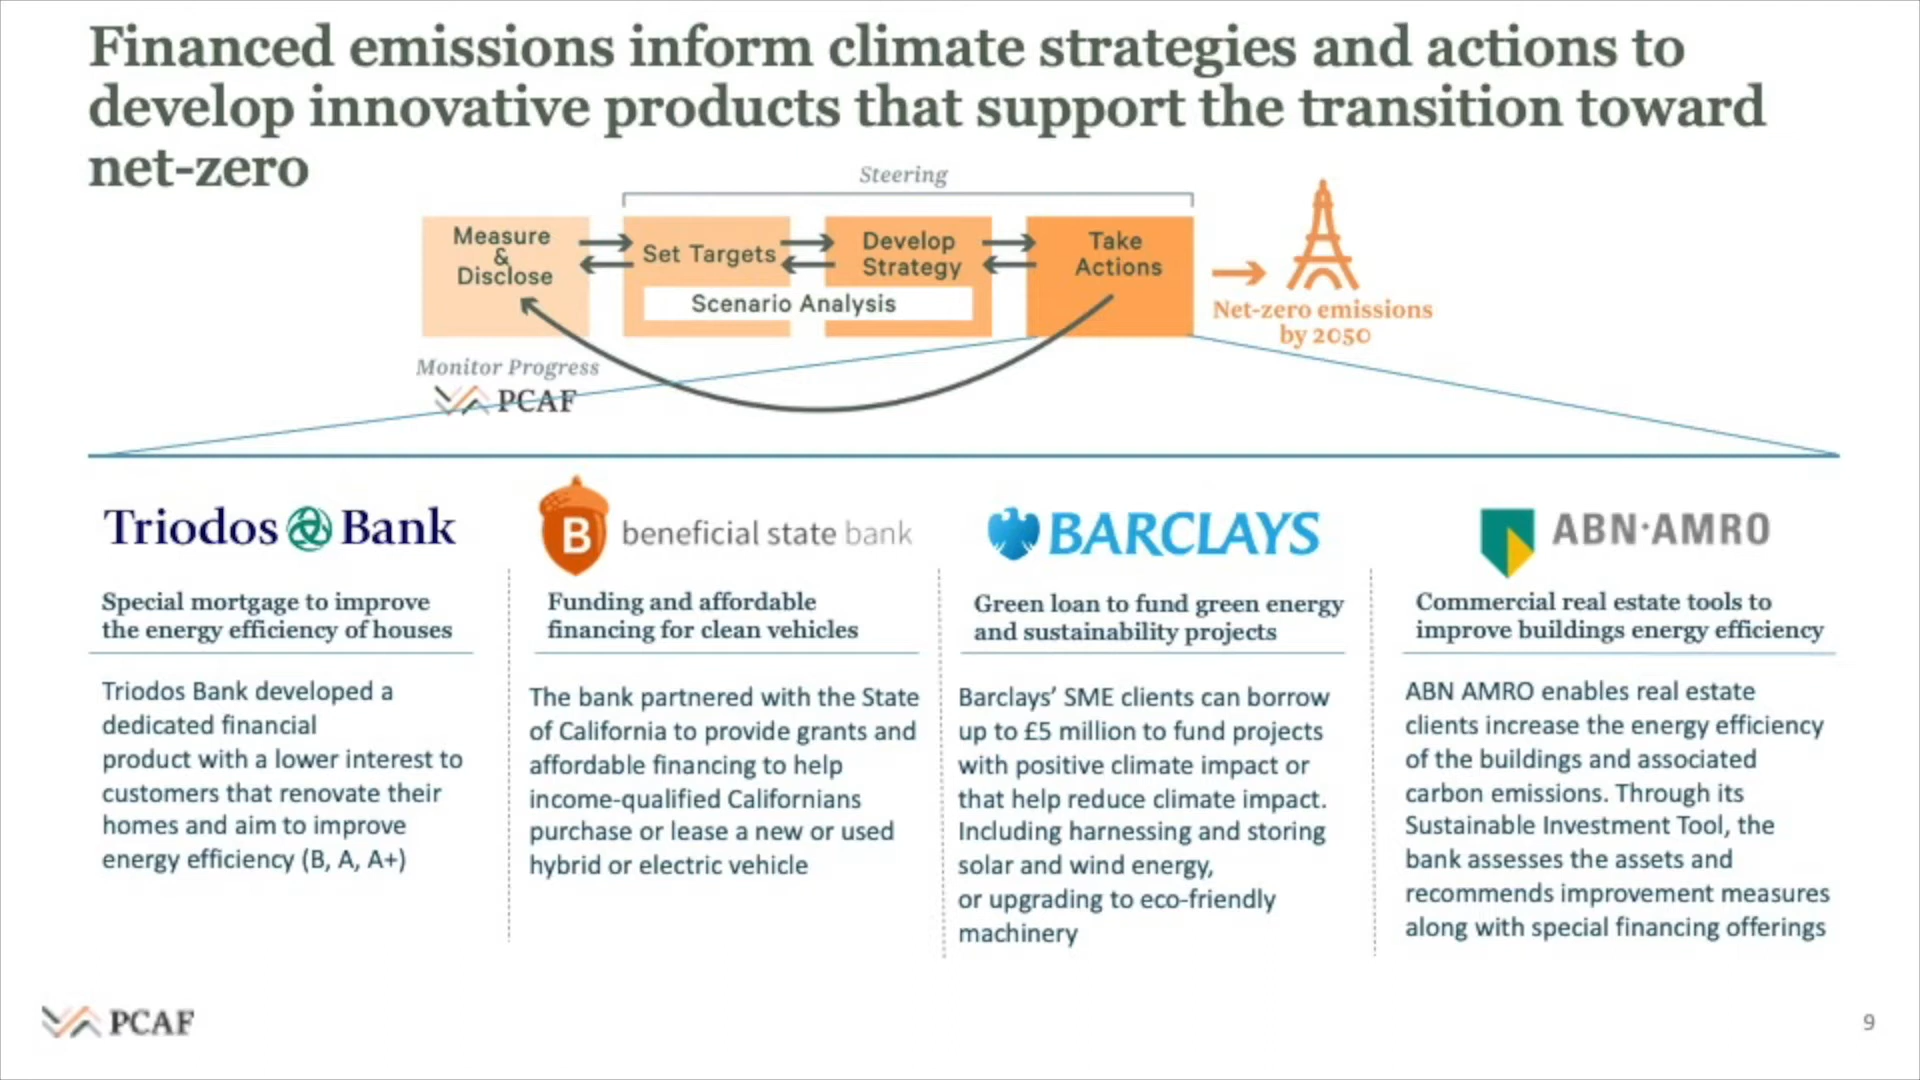 Financed emissions inform climate strategies and actions to
develop innovative products that support the transition toward
net-zero
Steering
Measure
&
Disclose
Set Targets
Develop
Strategy
Take
Actions
Scenario Analysis
Net-zero emissions
by 2050
Monitor Progress
PCAF
Triodos Bank
Special mortgage to improve
the energy efficiency of houses
Triodos Bank developed a
dedicated financial
product with a lower interest to
customers that renovate their
homes and aim to improve
energy efficiency (B, A, A+)
B
beneficial state bank
Funding and affordable
financing for clean vehicles
The bank partnered with the State
of California to provide grants and
affordable financing to help
income-qualified Californians
purchase or lease a new or used
hybrid or electric vehicle
BARCLAYS
Green loan to fund green energy
and sustainability projects
Barclays’ SME clients can borrow
up to £5 million to fund projects
with positive climate impact or
that help reduce climate impact.
Including harnessing and storing
solar and wind energy,
or upgrading to eco-friendly
machinery
ABN·AMRO
Commercial real estate tools to
improve buildings energy efficiency
ABN AMRO enables real estate
clients increase the energy efficiency
of the buildings and associated
carbon emissions. Through its
Sustainable Investment Tool, the
bank assesses the assets and
recommends improvement measures
along with special financing offerings
PCAF
9